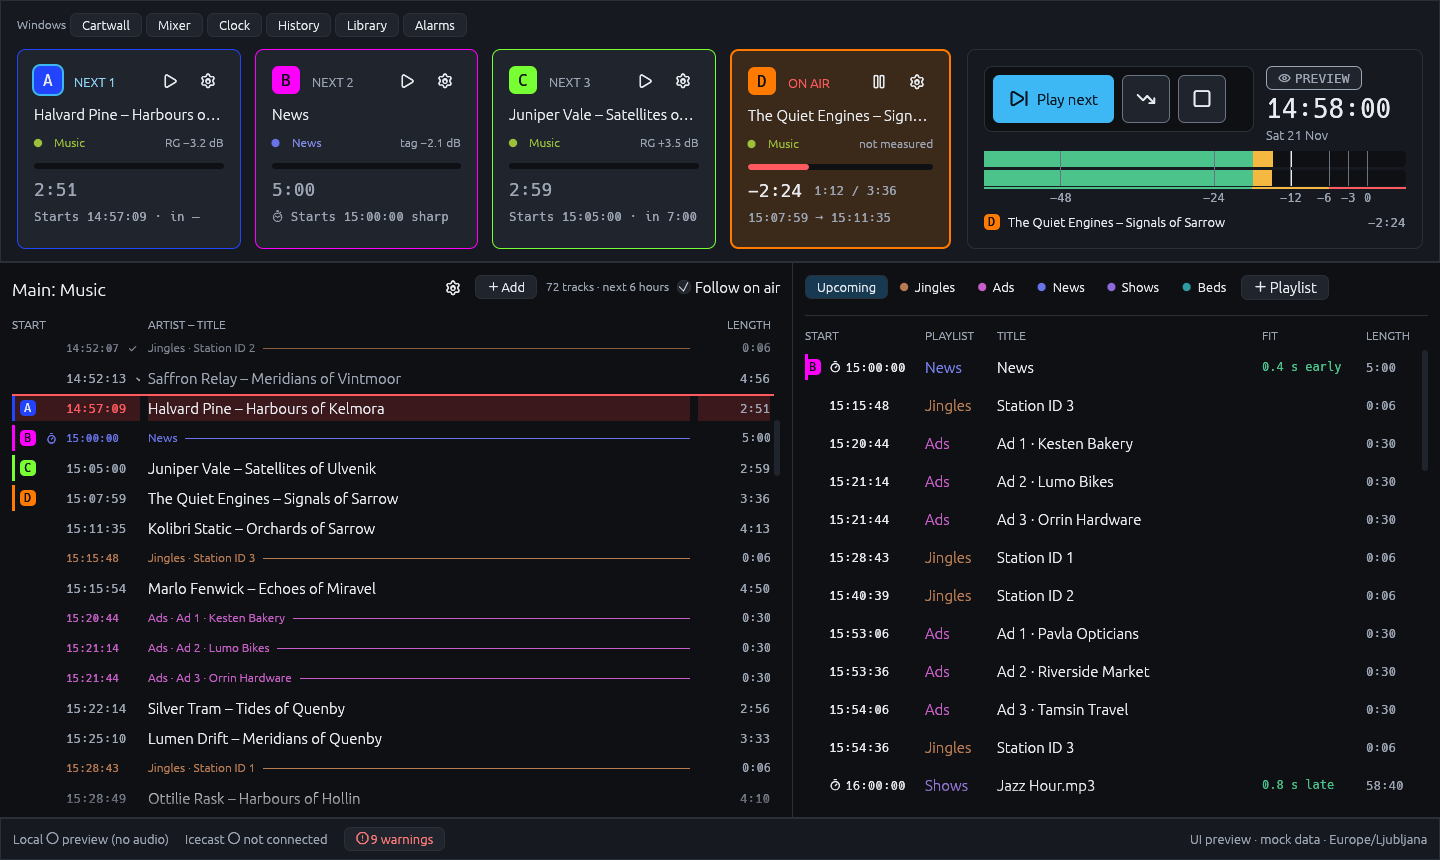 Windows Cartwall Mixer Clock History Library Alarms
A NEXT 1
Halvard Pine – Harbours o…
Music RG −3.2 dB
2:51
Starts 14:57:09 · in —
B NEXT 2
News
News tag −2.1 dB
5:00
Starts 15:00:00 sharp
C NEXT 3
Juniper Vale – Satellites o…
Music RG +3.5 dB
2:59
Starts 15:05:00 · in 7:00
D ON AIR
The Quiet Engines – Sign…
Music not measured
−2:24 1:12 / 3:36
15:07:59 → 15:11:35
Play next
PREVIEW
14:58:00
Sat 21 Nov
−48 −24 −12 −6 −3 0
D The Quiet Engines – Signals of Sarrow −2:24
Main: Music + Add 72 tracks · next 6 hours Follow on air
START ARTIST – TITLE LENGTH
14:52:07 Jingles · Station ID 2 0:06
14:52:13 Saffron Relay – Meridians of Vintmoor 4:56
A 14:57:09 Halvard Pine – Harbours of Kelmora 2:51
B 15:00:00 News 5:00
C 15:05:00 Juniper Vale – Satellites of Ulvenik 2:59
D 15:07:59 The Quiet Engines – Signals of Sarrow 3:36
15:11:35 Kolibri Static – Orchards of Sarrow 4:13
15:15:48 Jingles · Station ID 3 0:06
15:15:54 Marlo Fenwick – Echoes of Miravel 4:50
15:20:44 Ads · Ad 1 · Kesten Bakery 0:30
15:21:14 Ads · Ad 2 · Lumo Bikes 0:30
15:21:44 Ads · Ad 3 · Orrin Hardware 0:30
15:22:14 Silver Tram – Tides of Quenby 2:56
15:25:10 Lumen Drift – Meridians of Quenby 3:33
15:28:43 Jingles · Station ID 1 0:06
15:28:49 Ottilie Rask – Harbours of Hollin 4:10
Upcoming Jingles Ads News Shows Beds + Playlist
START PLAYLIST TITLE FIT LENGTH
B 15:00:00 News News 0.4 s early 5:00
15:15:48 Jingles Station ID 3 0:06
15:20:44 Ads Ad 1 · Kesten Bakery 0:30
15:21:14 Ads Ad 2 · Lumo Bikes 0:30
15:21:44 Ads Ad 3 · Orrin Hardware 0:30
15:28:43 Jingles Station ID 1 0:06
15:40:39 Jingles Station ID 2 0:06
15:53:06 Ads Ad 1 · Pavla Opticians 0:30
15:53:36 Ads Ad 2 · Riverside Market 0:30
15:54:06 Ads Ad 3 · Tamsin Travel 0:30
15:54:36 Jingles Station ID 3 0:06
16:00:00 Shows Jazz Hour.mp3 0.8 s late 58:40
Local preview (no audio) Icecast not connected 9 warnings UI preview · mock data · Europe/Ljubljana